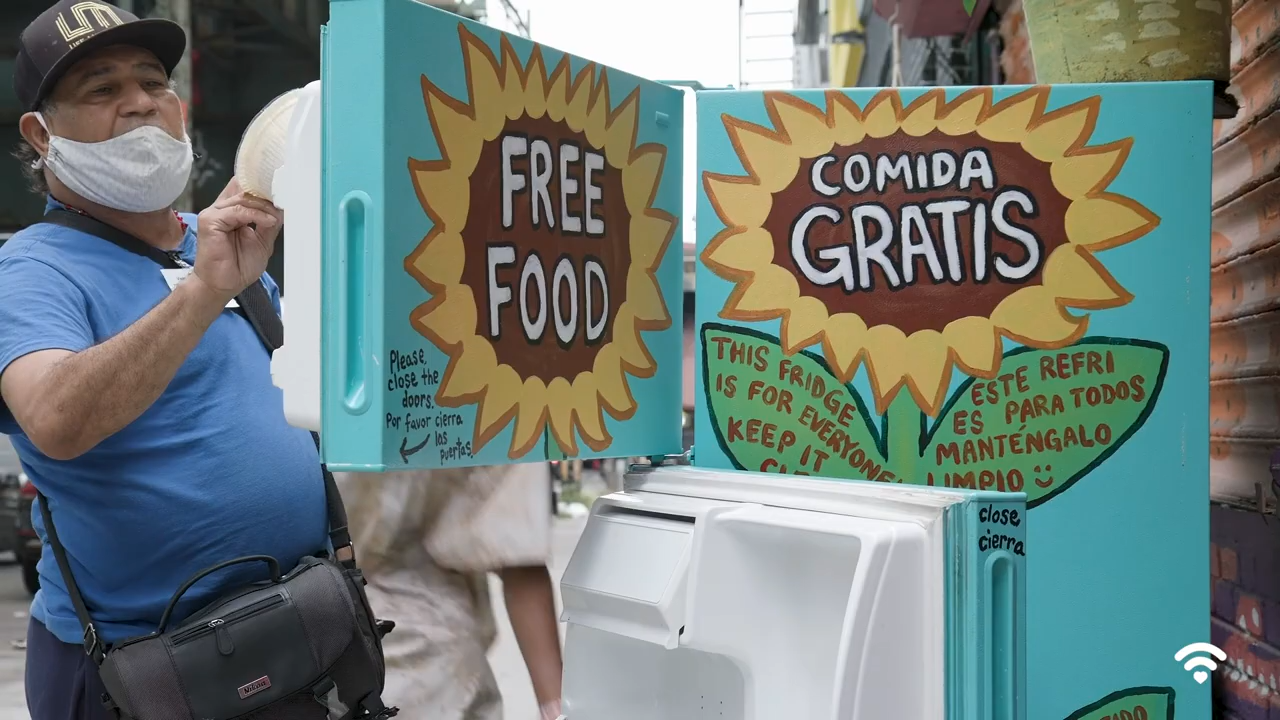 FREE
FOOD
Please
close the
doors.
Por favor cierra
las
puertas
COMIDA
GRATIS
THIS FRIDGE
IS FOR EVERYONE
KEEP IT
ESTE REFRI
ES PARA TODOS
MANTÉNGALO
LIMPIO
close
cierra